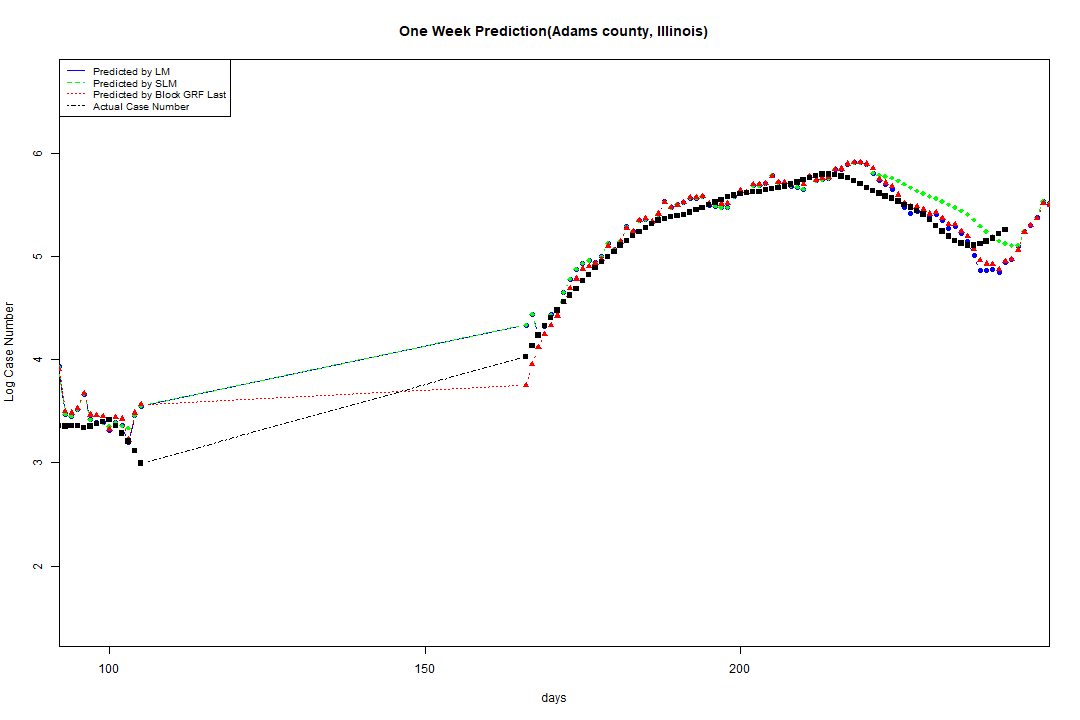 One Week Prediction(Adams county, Illinois)
Predicted by LM
Predicted by SLM
Predicted by Block GRF Last
Actual Case Number
6
5
4
3
2
Log Case Number
100
150
200
days